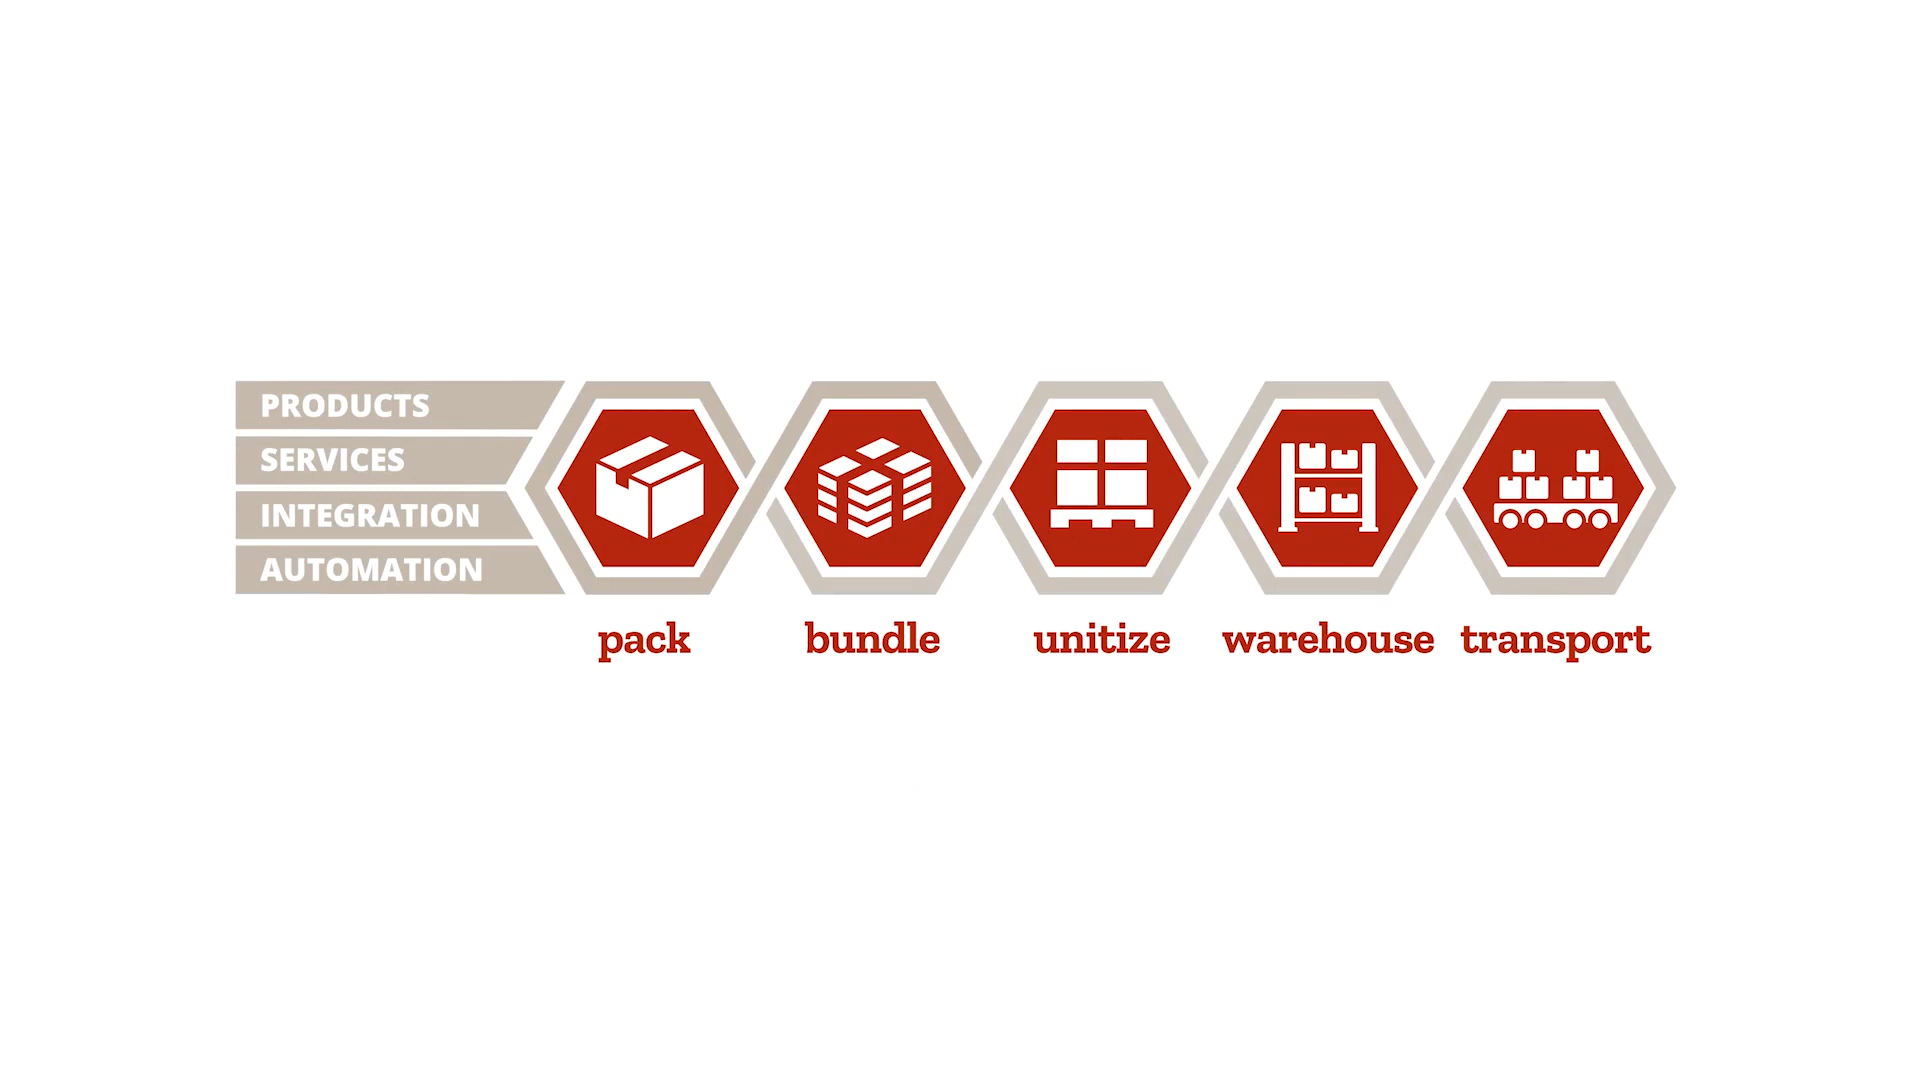 PRODUCTS
SERVICES
INTEGRATION
AUTOMATION
pack
bundle
unitize
warehouse
transport